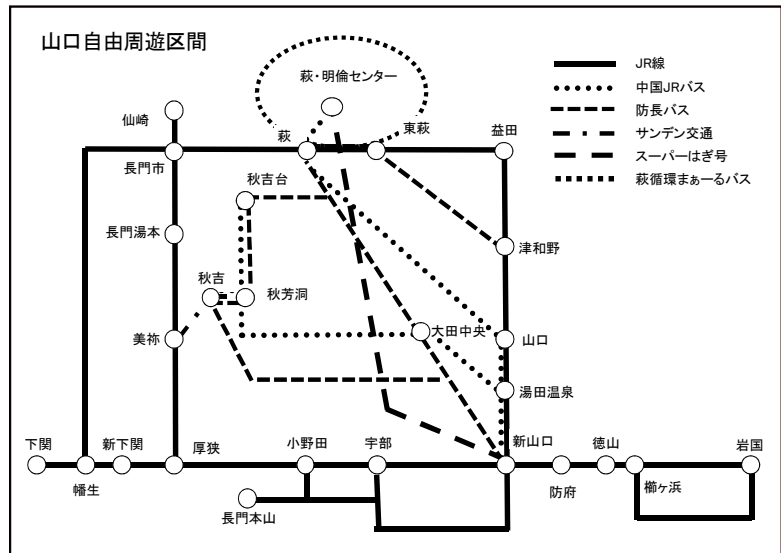 山口自由周遊区間
萩・明倫センター
JR線
中国JRバス
防長バス
サンデン交通
スーパーはぎ号
萩循環まぁーるバス
仙崎
萩
東萩
益田
長門市
秋吉台
長門湯本
津和野
秋吉
秋芳洞
美祢
大田中央
山口
湯田温泉
下関
新下関
厚狭
小野田
宇部
新山口
徳山
岩国
幡生
防府
櫛ヶ浜
長門本山